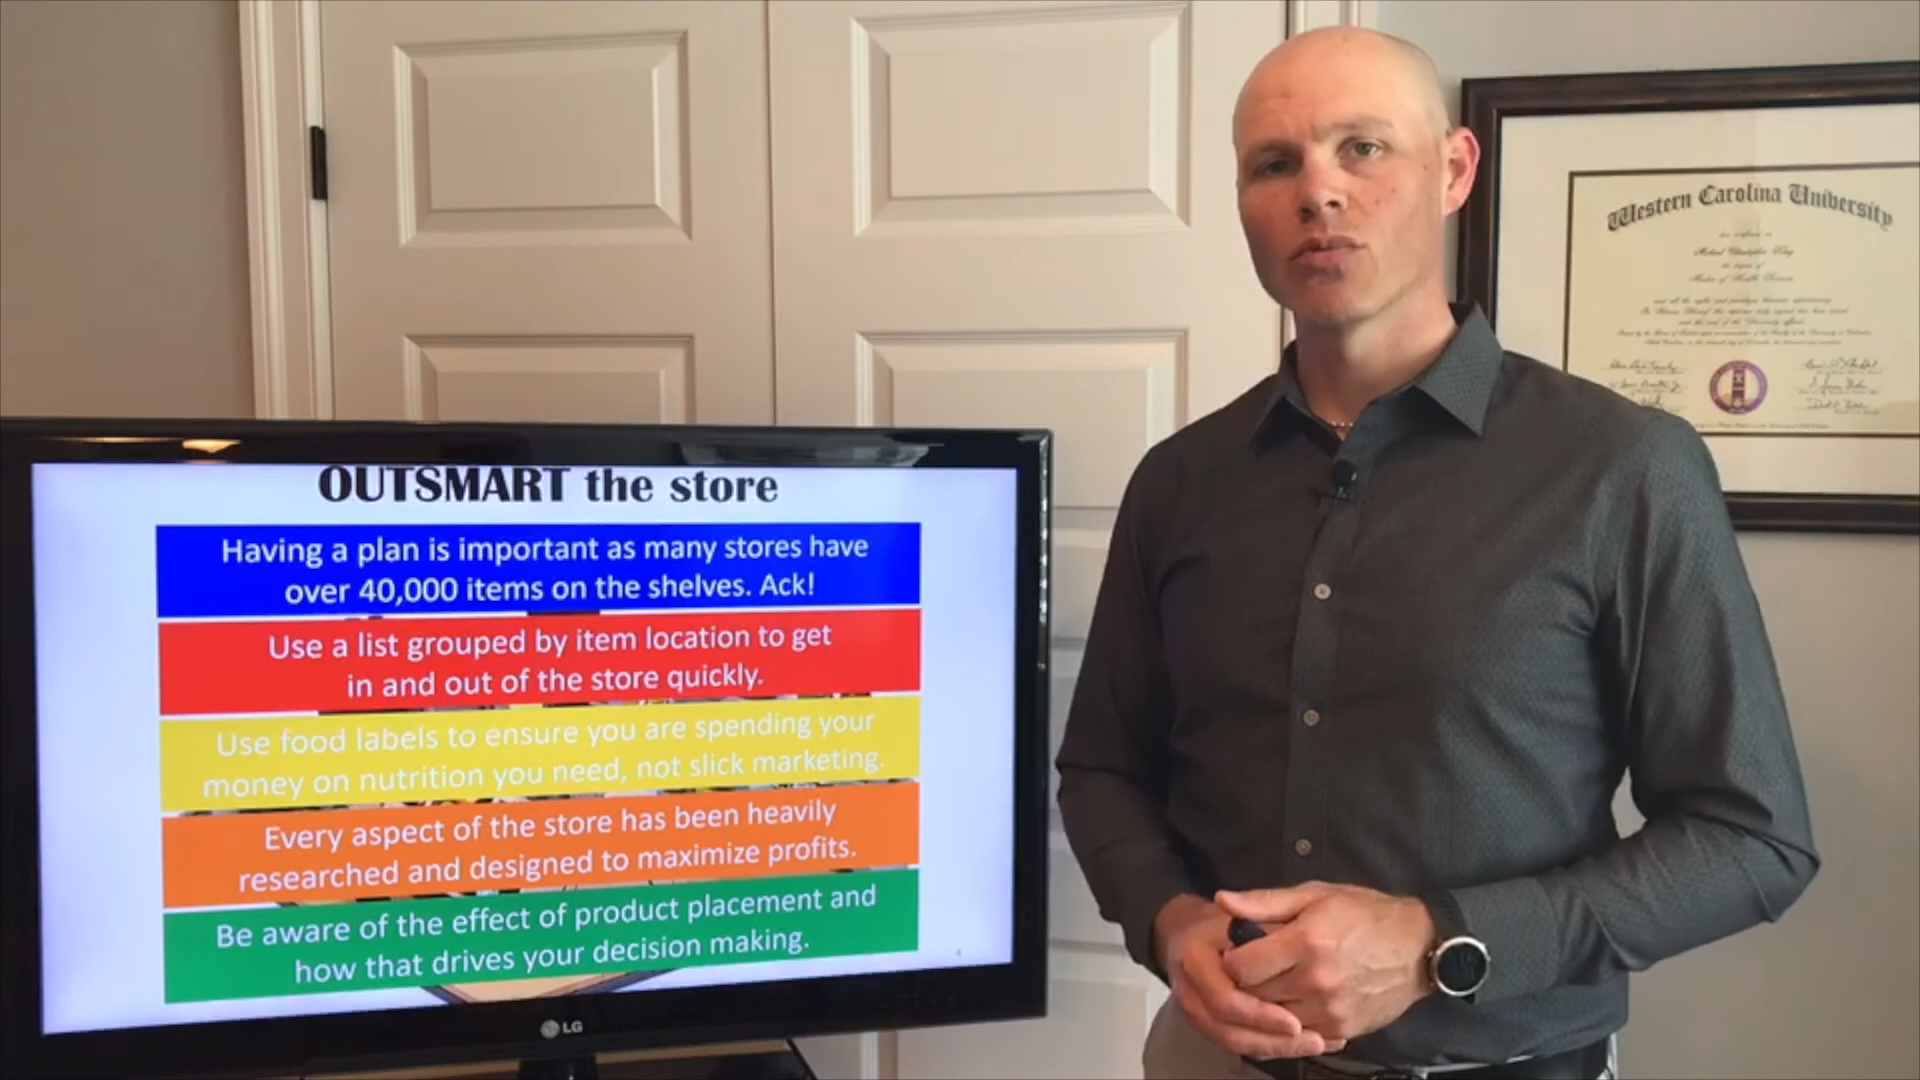 OUTSMART the store
Having a plan is important as many stores have
over 40,000 items on the shelves. Ack!
Use a list grouped by item location to get
in and out of the store quickly.
Use food labels to ensure you are spending your
money on nutrition you need, not slick marketing.
Every aspect of the store has been heavily
researched and designed to maximize profits.
Be aware of the effect of product placement and
how that drives your decision making.
4
LG
Western Carolina University